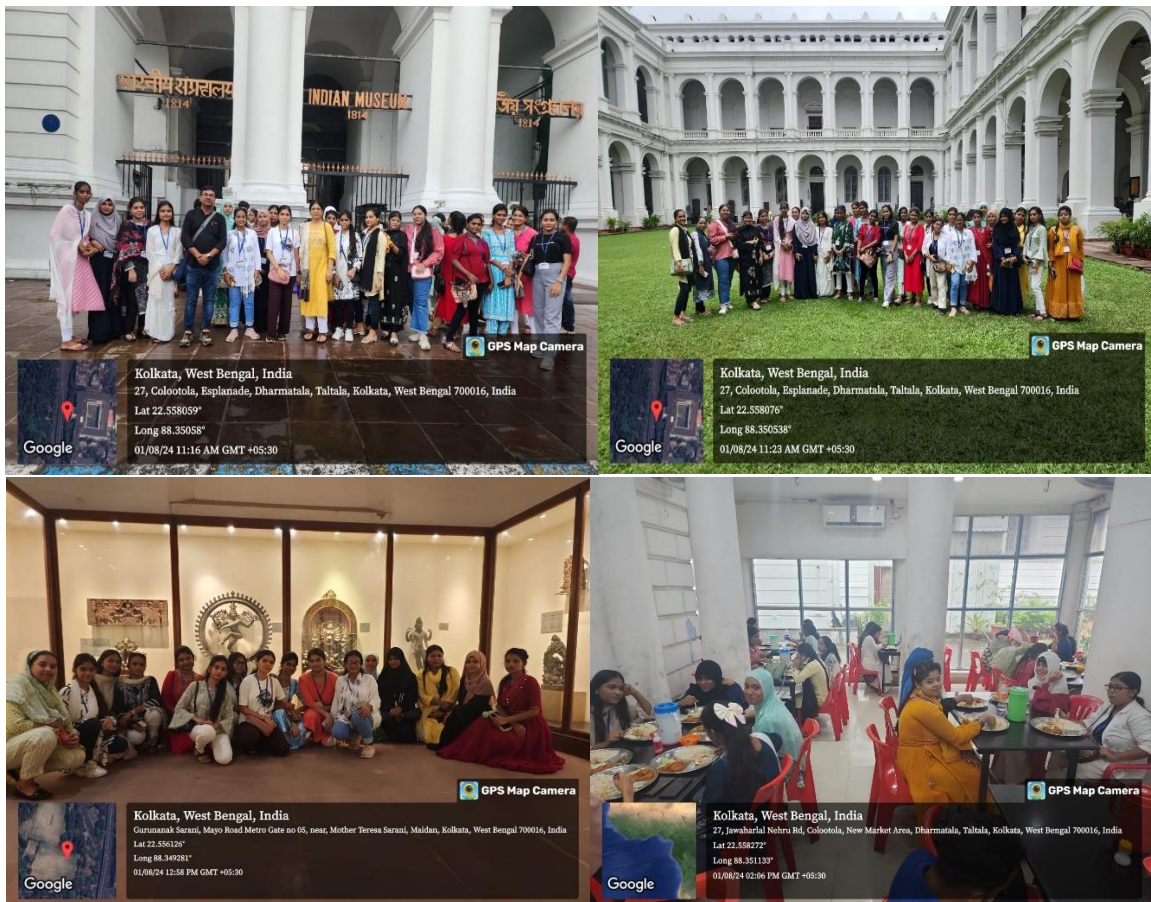 भारतीय संग्रहालय
1814
INDIAN MUSEUM
1814
1814
GPS Map Camera
Kolkata, West Bengal, India
27, Colootola, Esplanade, Dharmatala, Taltala, Kolkata, West Bengal 700016, India
Lat 22.558059°
Long 88.35058°
01/08/24 11:16 AM GMT +05:30
Google
GPS Map Camera
Kolkata, West Bengal, India
27, Colootola, Esplanade, Dharmatala, Taltala, Kolkata, West Bengal 700016, India
Lat 22.558076°
Long 88.350538°
01/08/24 11:23 AM GMT +05:30
Google
GPS Map Camera
Kolkata, West Bengal, India
Gurunanak Sarani, Mayo Road Metro Gate no 05, near, Mother Teresa Sarani, Maidan, Kolkata, West Bengal 700016, India
Lat 22.556126°
Long 88.349281°
01/08/24 12:58 PM GMT +05:30
Google
GPS Map Camera
Kolkata, West Bengal, India
27, Jawaharlal Nehru Rd, Colootola, New Market Area, Dharmatala, Taltala, Kolkata, West Bengal 700016, India
Lat 22.558272°
Long 88.351133°
01/08/24 02:06 PM GMT +05:30
Google